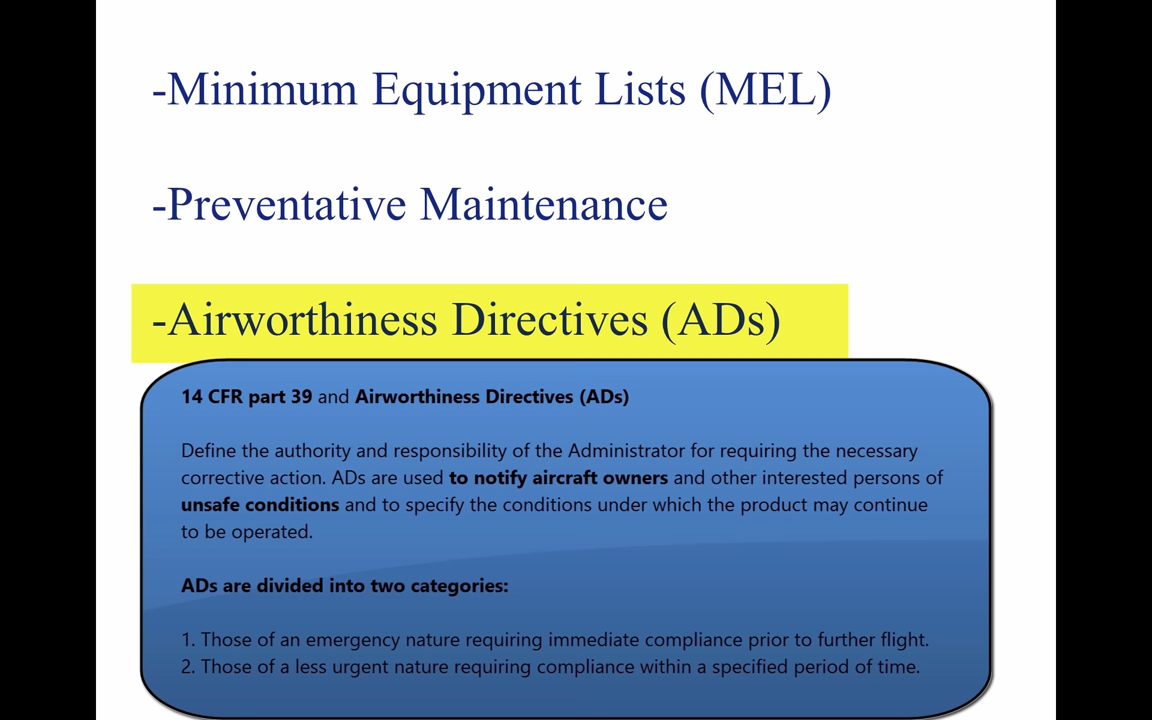 -Minimum Equipment Lists (MEL)
-Preventative Maintenance
-Airworthiness Directives (ADs)
14 CFR part 39 and Airworthiness Directives (ADs)
Define the authority and responsibility of the Administrator for requiring the necessary
corrective action. ADs are used to notify aircraft owners and other interested persons of
unsafe conditions and to specify the conditions under which the product may continue
to be operated.
ADs are divided into two categories:
1. Those of an emergency nature requiring immediate compliance prior to further flight.
2. Those of a less urgent nature requiring compliance within a specified period of time.